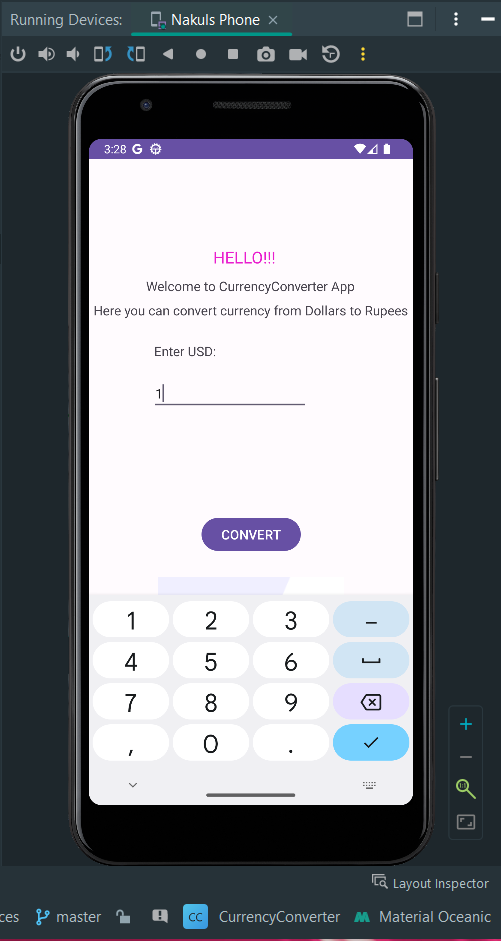 Running Devices: Nakuls Phone
3:28 G
HELLO!!!
Welcome to CurrencyConverter App
Here you can convert currency from Dollars to Rupees
Enter USD:
1
CONVERT
1 2 3 –
4 5 6
7 8 9
, 0 .
Layout Inspector
ces master CC CurrencyConverter Material Oceanic